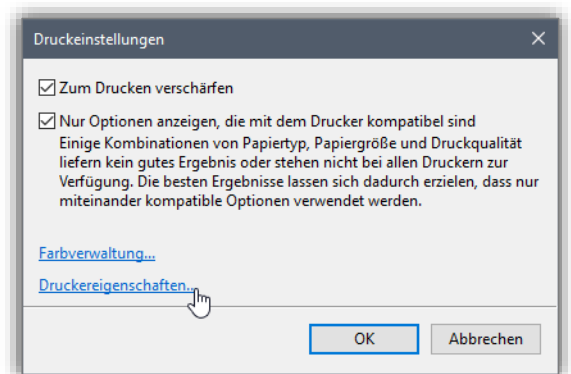 Druckeinstellungen
Zum Drucken verschärfen
Nur Optionen anzeigen, die mit dem Drucker kompatibel sind
Einige Kombinationen von Papiertyp, Papiergröße und Druckqualität
liefern kein gutes Ergebnis oder stehen nicht bei allen Druckern zur
Verfügung. Die besten Ergebnisse lassen sich dadurch erzielen, dass nur
miteinander kompatible Optionen verwendet werden.
Farbverwaltung...
Druckereigenschaften...
OK Abbrechen